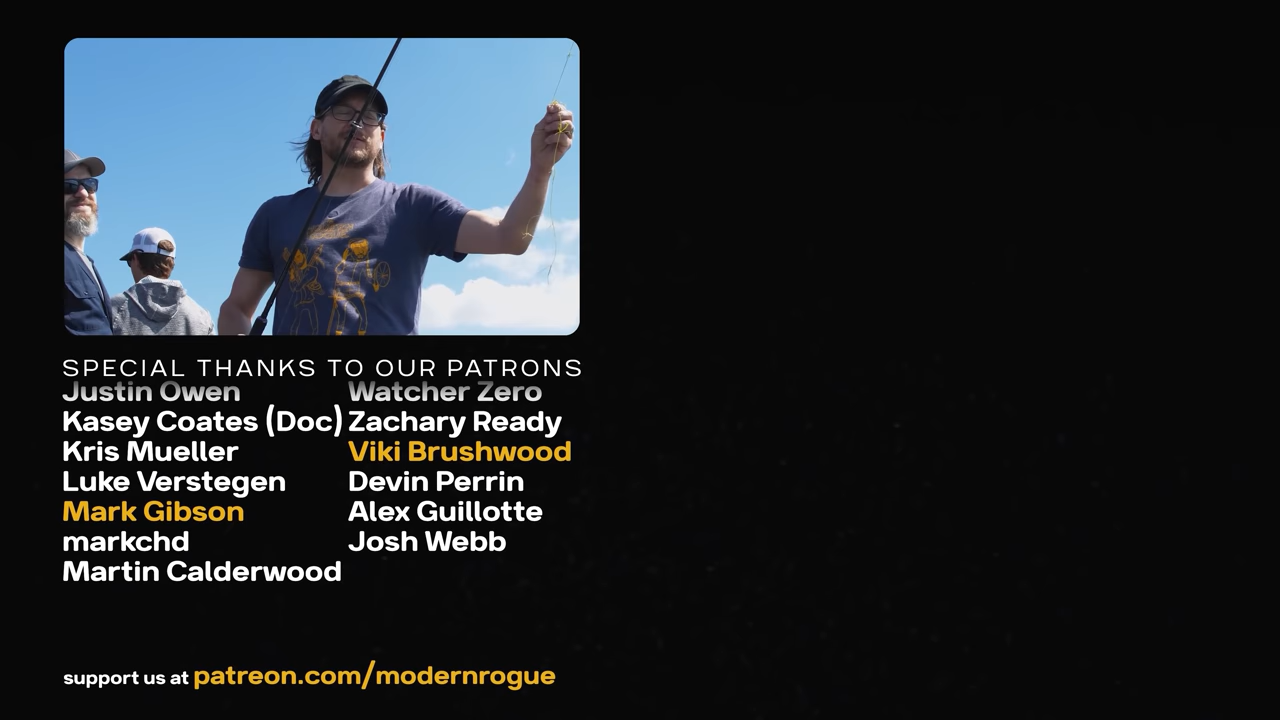 SPECIAL THANKS TO OUR PATRONS
Justin Owen
Kasey Coates (Doc)
Kris Mueller
Luke Verstegen
Mark Gibson
markchd
Martin Calderwood
Watcher Zero
Zachary Ready
Viki Brushwood
Devin Perrin
Alex Guillotte
Josh Webb
support us at patreon.com/modernrogue